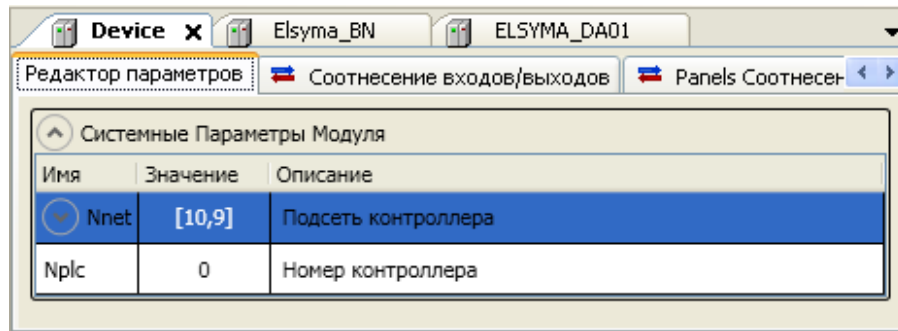 Device Elsyma_BN ELSYMA_DA01
Редактор параметров Соотнесение входов/выходов Panels Соотнесен
Системные Параметры Модуля
Имя Значение Описание
Nnet [10,9] Подсеть контроллера
Nplc 0 Номер контроллера